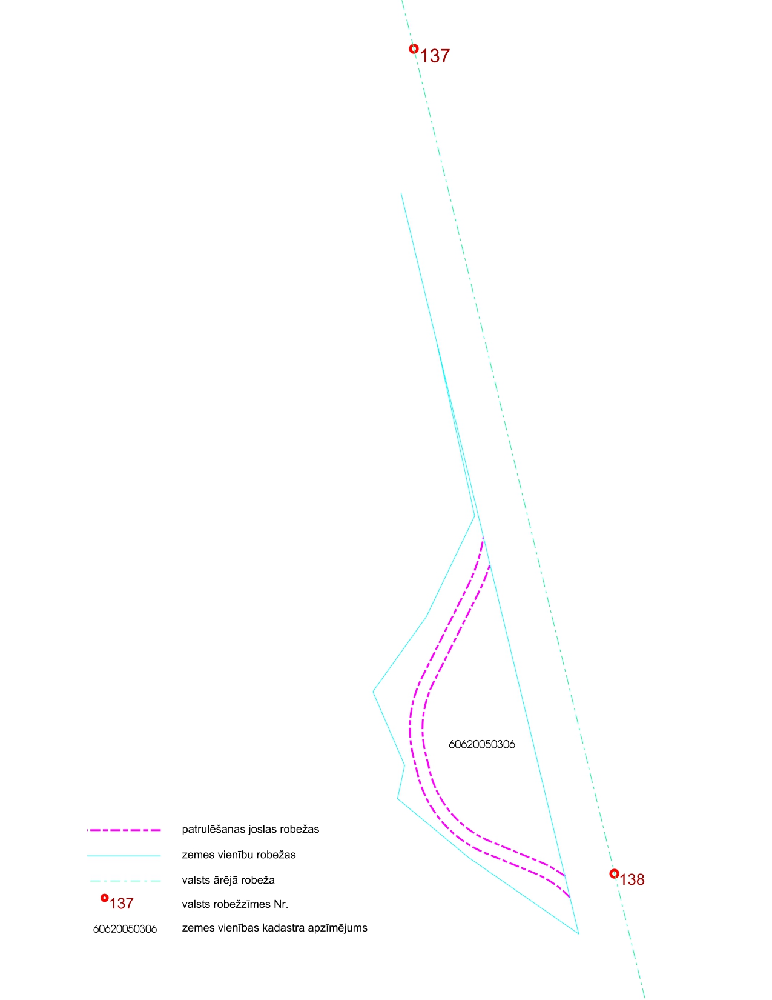 137
60620050306
patrulēšanas joslas robežas
zemes vienību robežas
valsts ārējā robeža
138
137 valsts robežzīmes Nr.
60620050306 zemes vienības kadastra apzīmējums